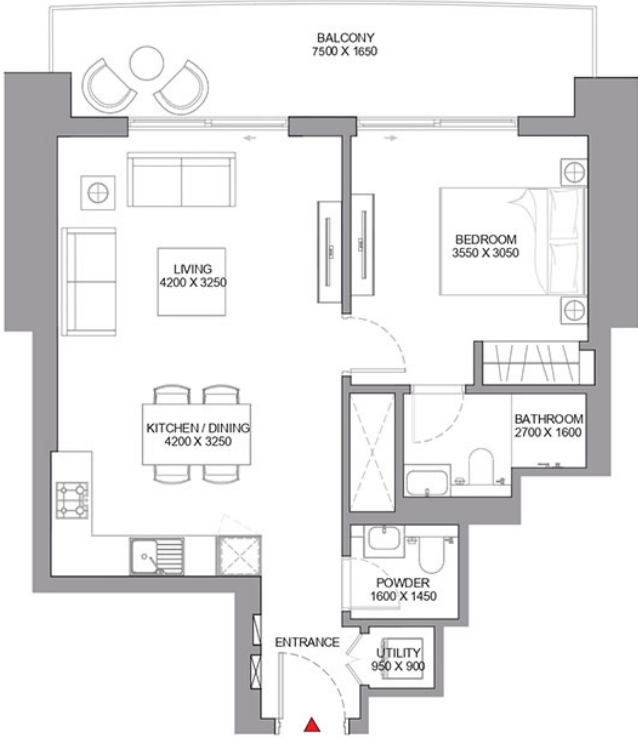 BALCONY
7500 X 1650
BEDROOM
3550 X 3050
LIVING
4200 X 3250
KITCHEN / DINING
4200 X 3250
BATHROOM
2700 X 1600
POWDER
1600 X 1450
ENTRANCE
UTILITY
950 X 900